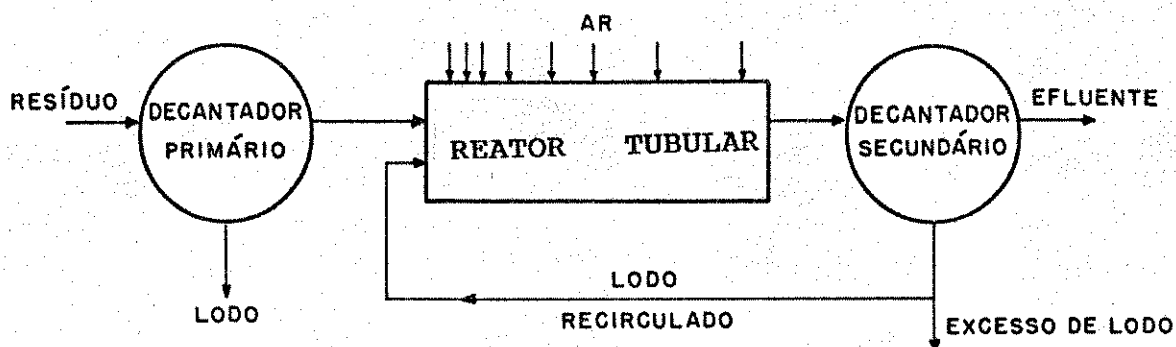 AR
RESÍDUO
DECANTADOR
PRIMÁRIO
REATOR TUBULAR
DECANTADOR
SECUNDÁRIO
EFLUENTE
LODO
LODO
RECIRCULADO
EXCESSO DE LODO